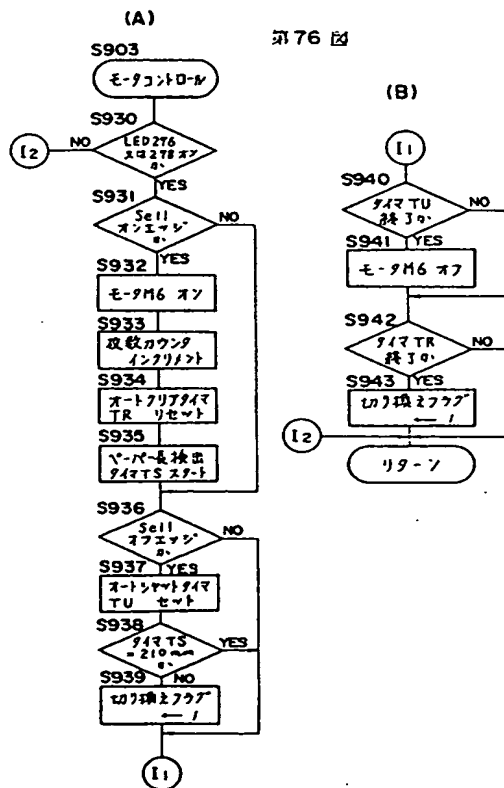 (A)
第76図
S903
モータコントロール
(B)
S930
I2
NO
LED276
又は278オン
か
YES
S931
Se11
オンエッジ
か
NO
YES
S932
モータM6 オン
S933
枚数カウンタ
インクリメント
S934
オートクリアタイマ
TR リセット
S935
ペーパー長検出
タイマTS スタート
S936
Se11
オフエッジ
か
NO
YES
S937
オートシャットタイマ
TU セット
S938
タイマTS
=210mm
か
YES
NO
S939
切り換えフラグ
← 1
I1
I1
S940
タイマTU
終了か
NO
YES
S941
モータM6 オフ
S942
タイマTR
終了か
NO
YES
S943
切り換えフラグ
← 1
I2
リターン